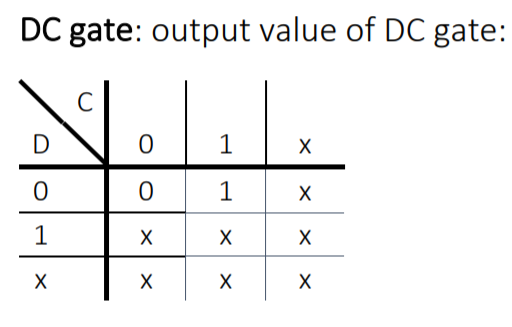 DC gate: output value of DC gate:
C
D 0 1 x
0 0 1 x
1 x x x
x x x x